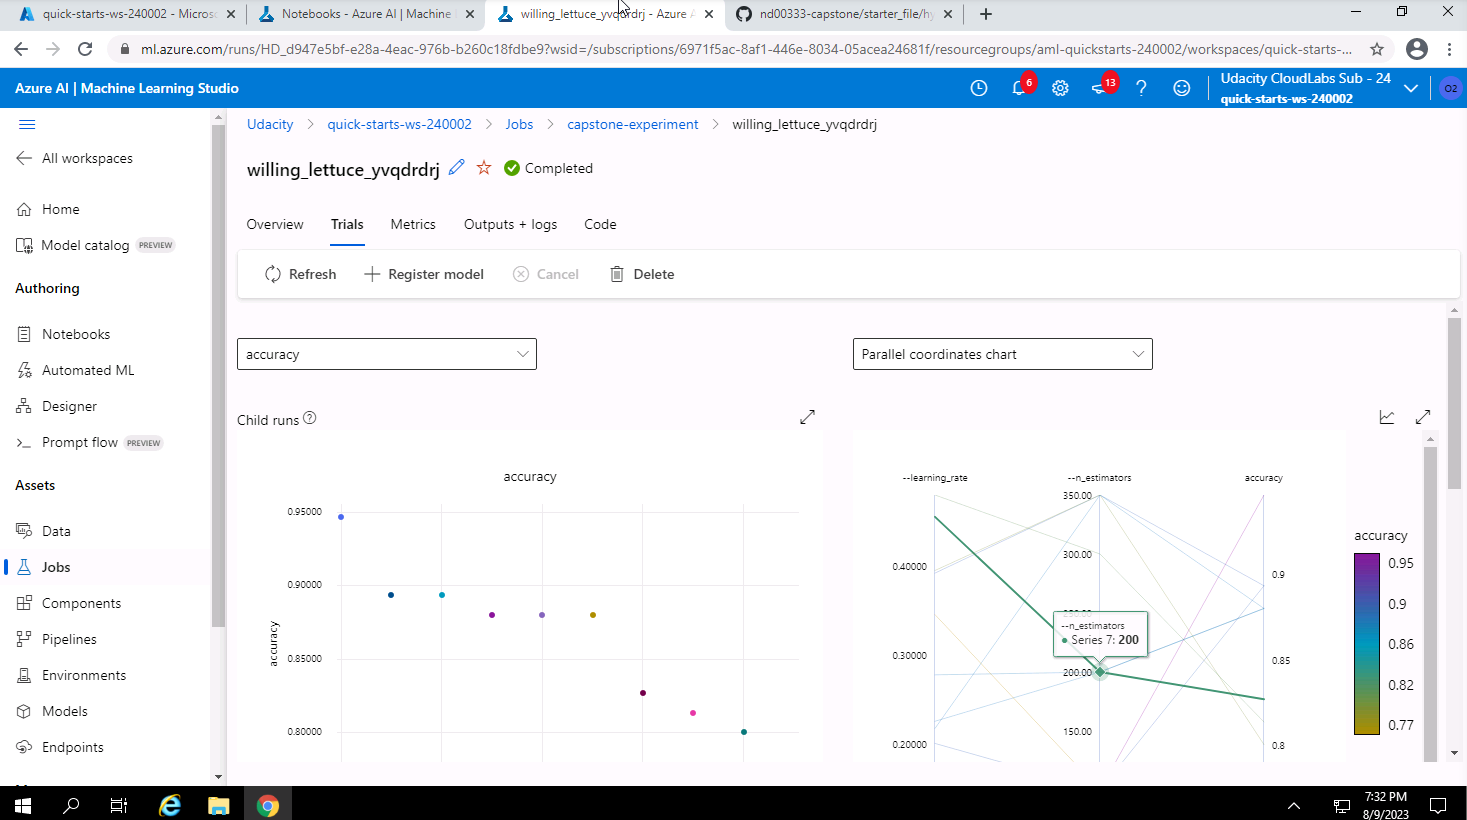 quick-starts-ws-240002 - Microso
Notebooks - Azure AI | Machine L
willing_lettuce_yvqdrdrj - Azure A
nd00333-capstone/starter_file/hy
ml.azure.com/runs/HD_d947e5bf-e28a-4eac-976b-b260c18fdbe9?wsid=/subscriptions/6971f5ac-8af1-446e-8034-05acea24681f/resourcegroups/aml-quickstarts-240002/workspaces/quick-starts-...
Azure AI | Machine Learning Studio
6
13
Udacity CloudLabs Sub - 24
quick-starts-ws-240002
O2
All workspaces
Home
Model catalog PREVIEW
Authoring
Notebooks
Automated ML
Designer
Prompt flow PREVIEW
Assets
Data
Jobs
Components
Pipelines
Environments
Models
Endpoints
Udacity > quick-starts-ws-240002 > Jobs > capstone-experiment > willing_lettuce_yvqdrdrj
willing_lettuce_yvqdrdrj Completed
Overview Trials Metrics Outputs + logs Code
Refresh Register model Cancel Delete
accuracy
Parallel coordinates chart
Child runs
accuracy
0.95000
0.90000
0.85000
0.80000
accuracy
--learning_rate --n_estimators accuracy
0.40000
0.30000
0.20000
350.00
300.00
250.00
200.00
150.00
--n_estimators
Series 7: 200
0.9
0.85
0.8
accuracy
0.95
0.9
0.86
0.82
0.77
7:32 PM
8/9/2023